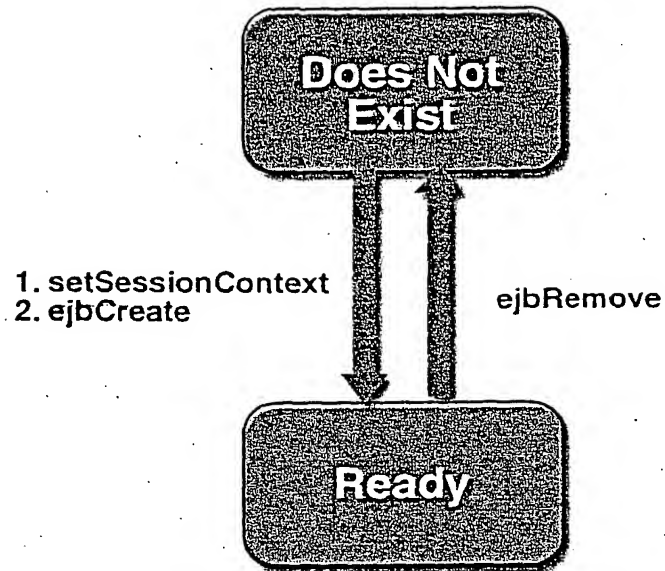 Does Not
Exist
1. setSessionContext
2. ejbCreate
ejbRemove
Ready